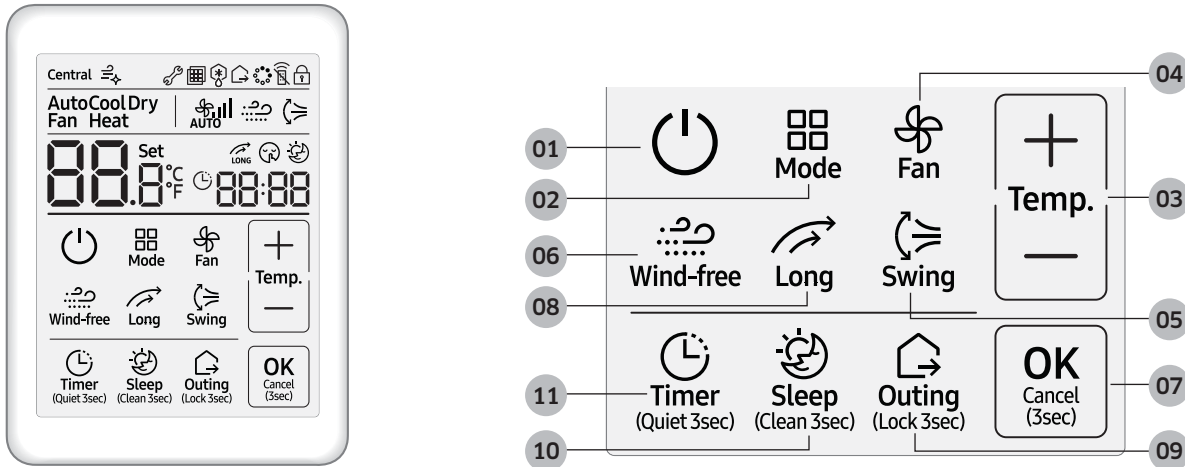 Central
Auto Cool Dry
Fan Heat
AUTO
Set
LONG
88.8 °C
°F
88:88
Mode
Fan
Temp.
Wind-free
Long
Swing
Timer
(Quiet 3sec)
Sleep
(Clean 3sec)
Outing
(Lock 3sec)
OK
Cancel
(3sec)
01
02
Mode
Fan
04
Temp.
03
06
Wind-free
Long
Swing
08
05
11
Timer
(Quiet 3sec)
Sleep
(Clean 3sec)
Outing
(Lock 3sec)
OK
Cancel
(3sec)
07
10
09